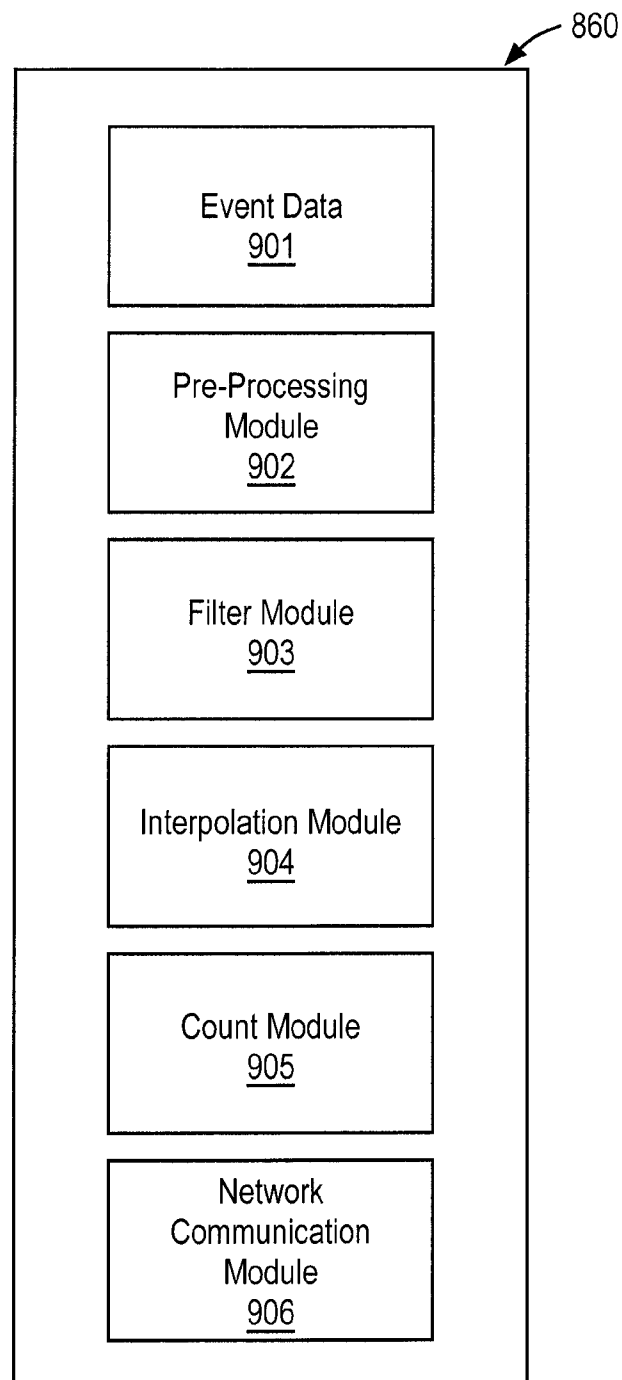 860
Event Data
901
Pre-Processing
Module
902
Filter Module
903
Interpolation Module
904
Count Module
905
Network
Communication
Module
906